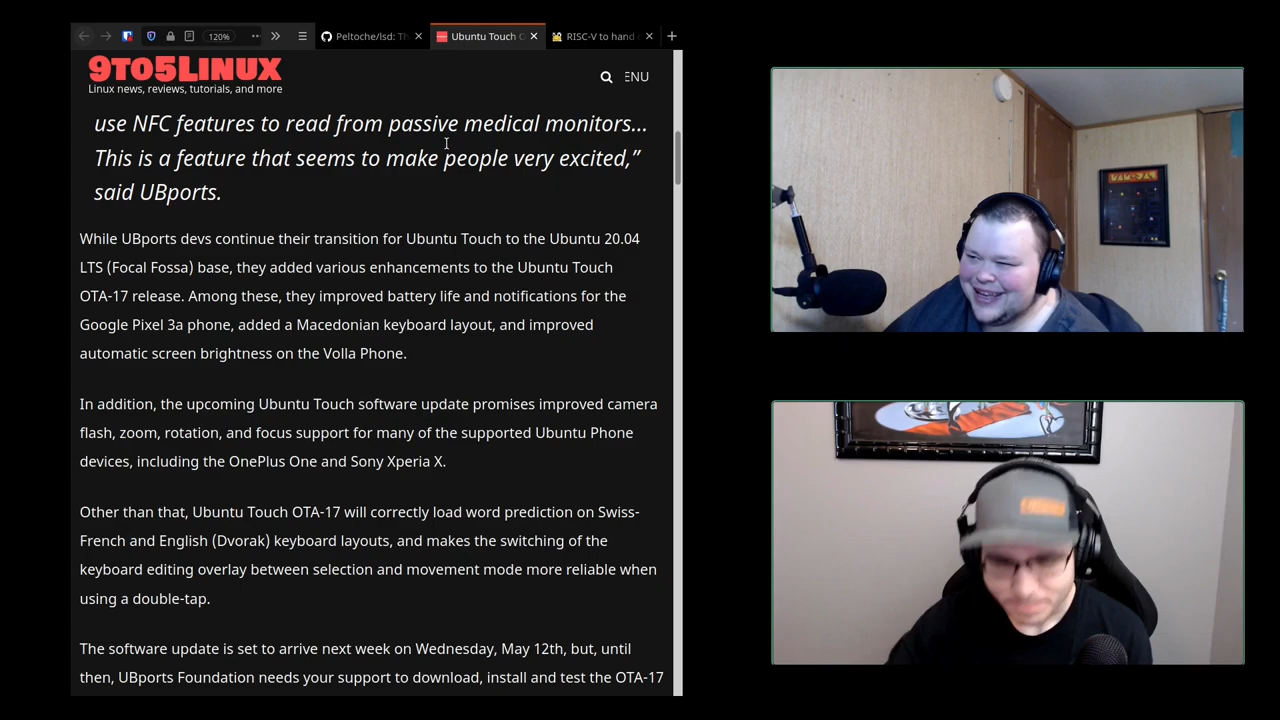 120%
Peltoche/lsd: Th
Ubuntu Touch O
RISC-V to hand o
9TO5LINUX
Linux news, reviews, tutorials, and more
ENU
use NFC features to read from passive medical monitors…
This is a feature that seems to make people very excited,”
said UBports.
While UBports devs continue their transition for Ubuntu Touch to the Ubuntu 20.04
LTS (Focal Fossa) base, they added various enhancements to the Ubuntu Touch
OTA-17 release. Among these, they improved battery life and notifications for the
Google Pixel 3a phone, added a Macedonian keyboard layout, and improved
automatic screen brightness on the Volla Phone.
In addition, the upcoming Ubuntu Touch software update promises improved camera
flash, zoom, rotation, and focus support for many of the supported Ubuntu Phone
devices, including the OnePlus One and Sony Xperia X.
Other than that, Ubuntu Touch OTA-17 will correctly load word prediction on Swiss-
French and English (Dvorak) keyboard layouts, and makes the switching of the
keyboard editing overlay between selection and movement mode more reliable when
using a double-tap.
The software update is set to arrive next week on Wednesday, May 12th, but, until
then, UBports Foundation needs your support to download, install and test the OTA-17